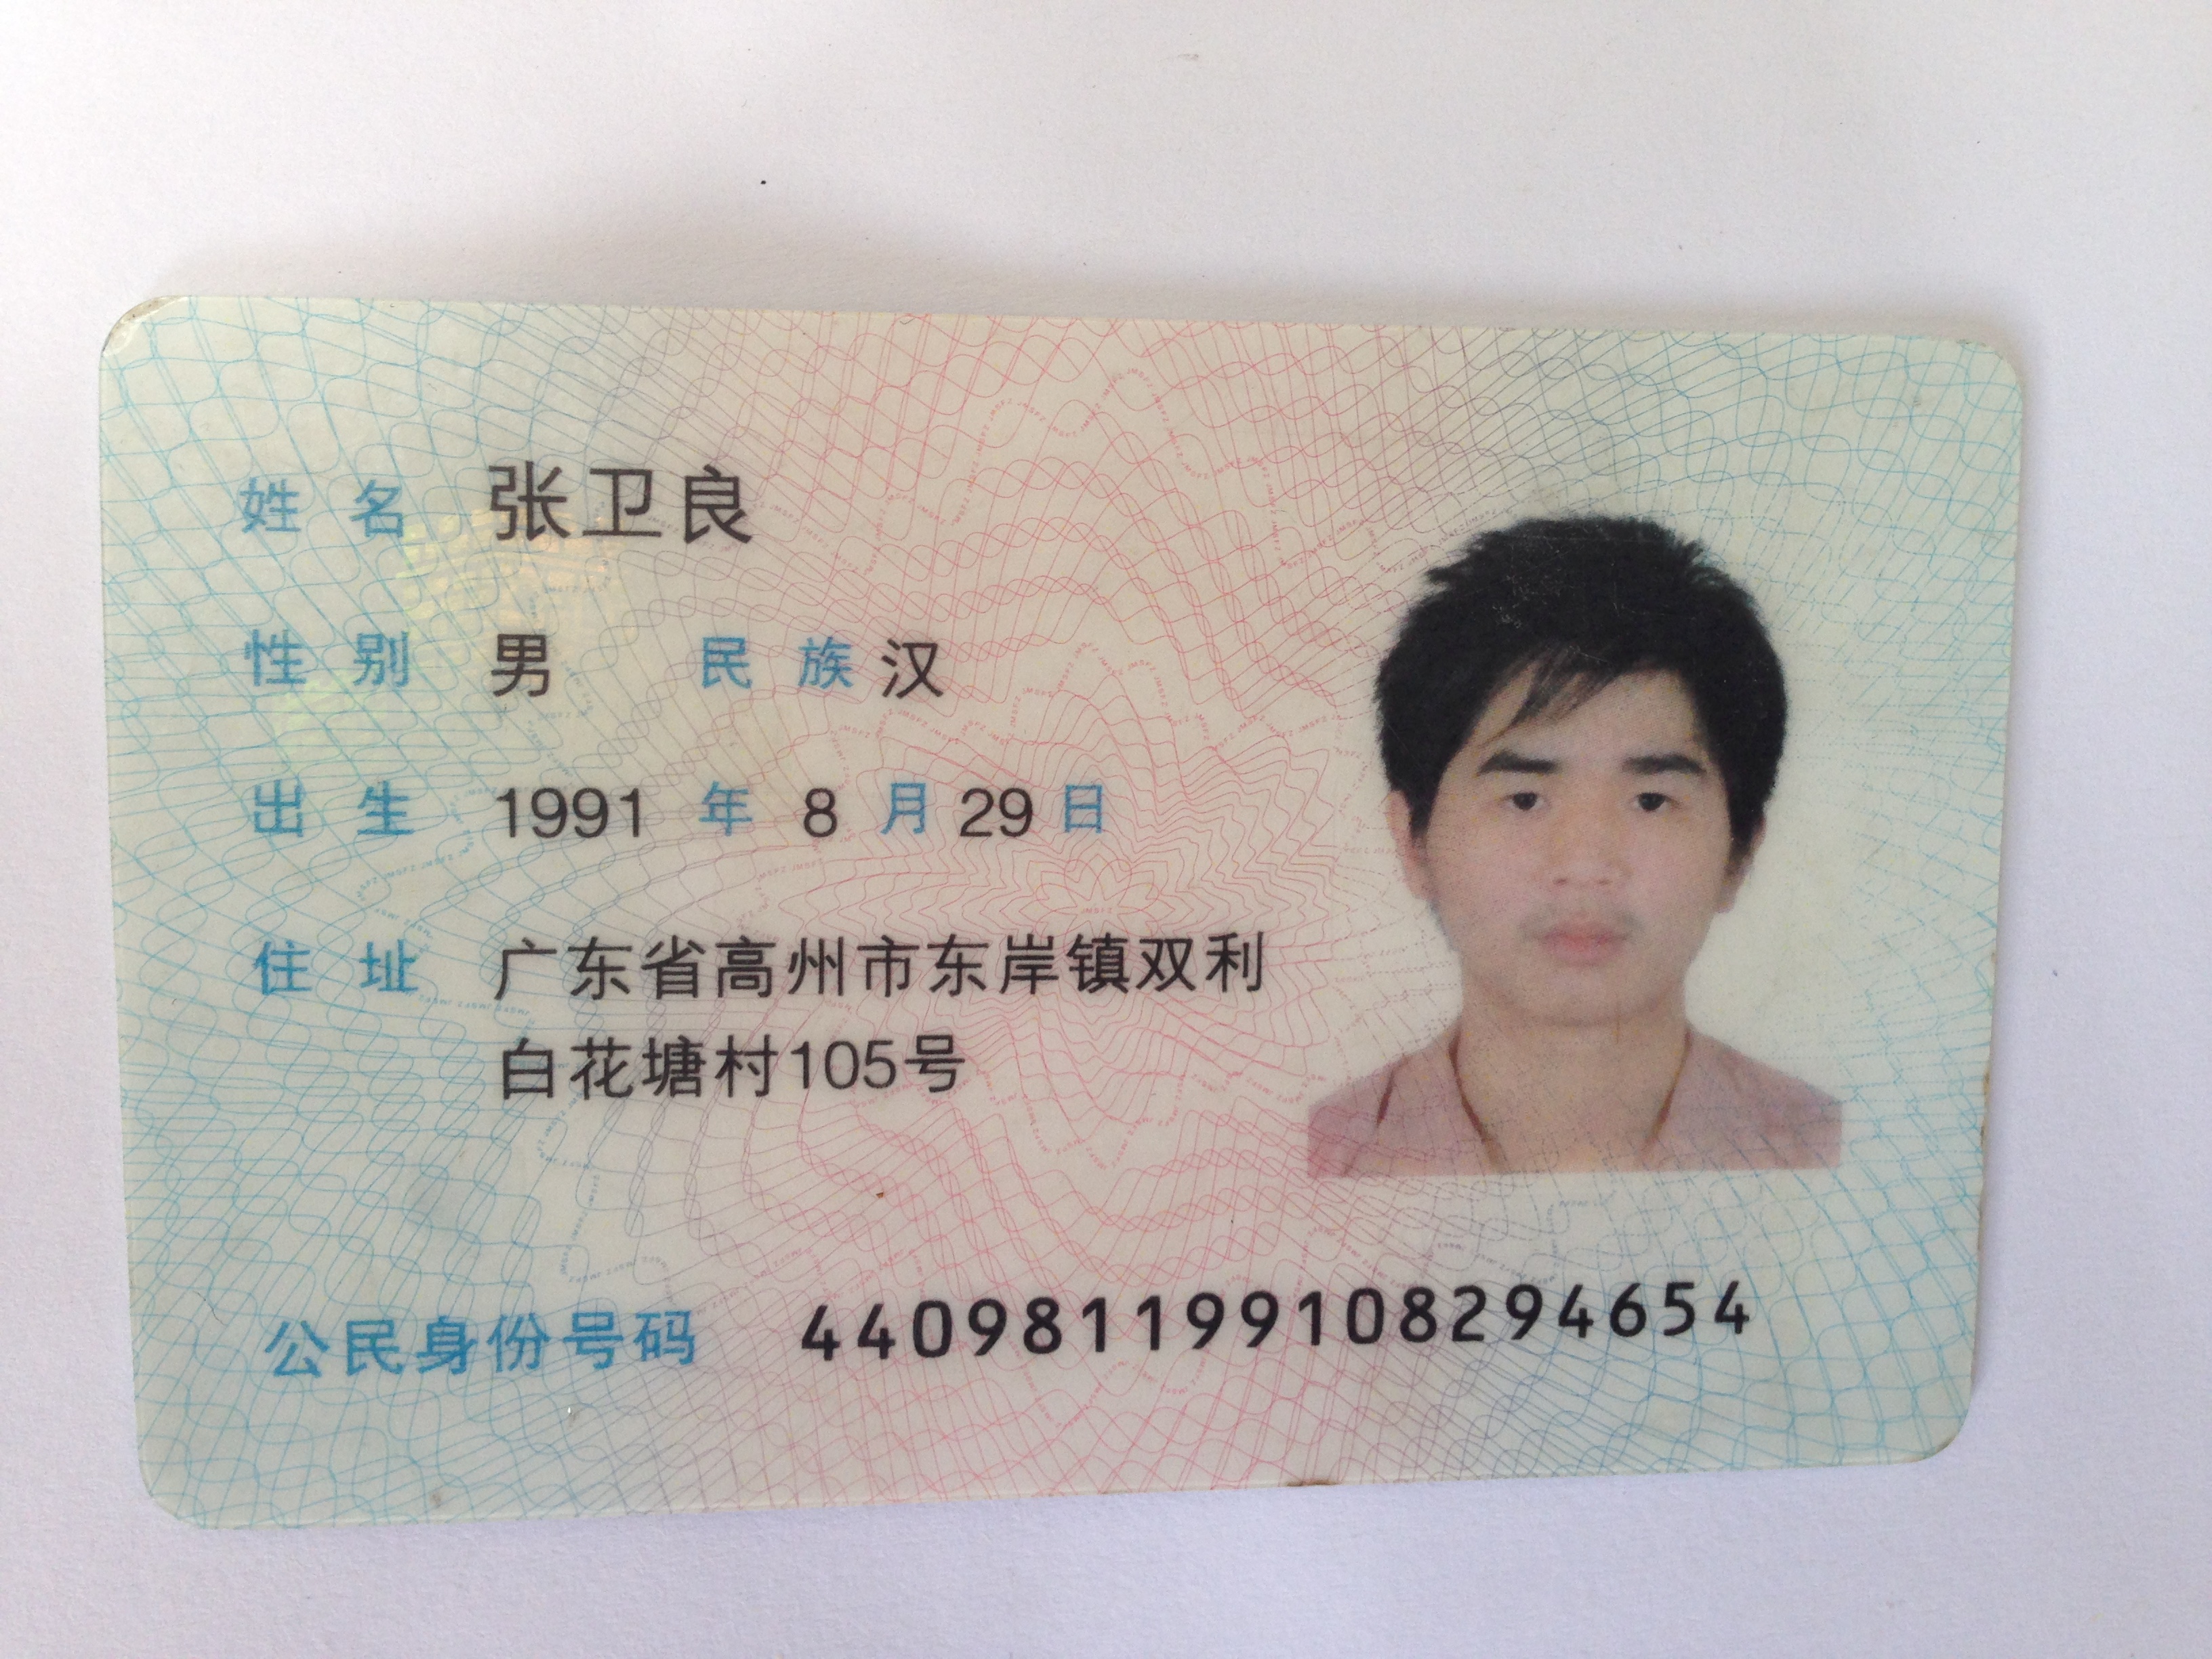 姓名 张卫良
性别 男 民族 汉
出生 1991 年 8 月 29 日
住址 广东省高州市东岸镇双利
白花塘村105号
公民身份号码 440981199108294654